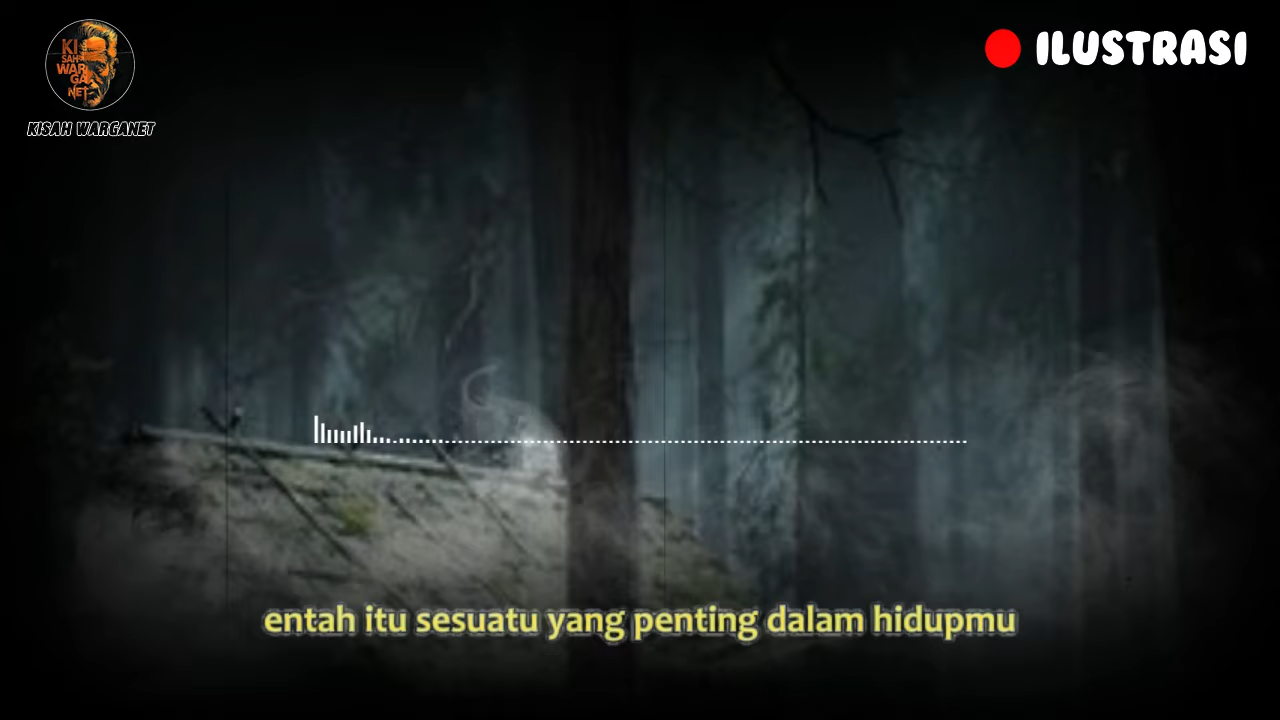 KI
SAH
WAR
GA
NET
KISAH WARGANET
ILUSTRASI
entah itu sesuatu yang penting dalam hidupmu